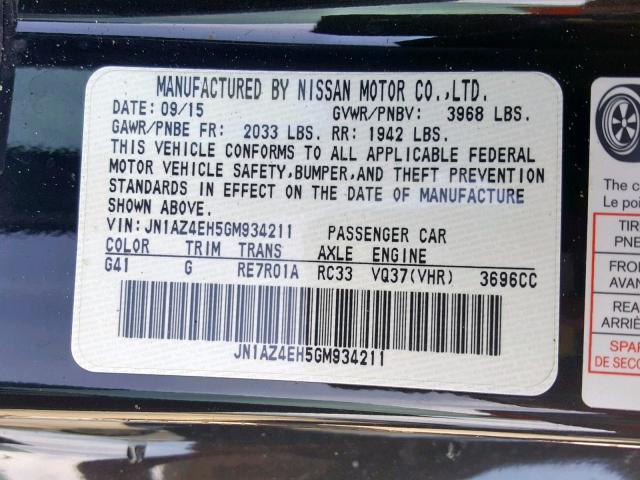 MANUFACTURED BY NISSAN MOTOR CO.,LTD.
DATE: 09/15 GVWR/PNBV: 3968 LBS.
GAWR/PNBE FR: 2033 LBS. RR: 1942 LBS.
THIS VEHICLE CONFORMS TO ALL APPLICABLE FEDERAL
MOTOR VEHICLE SAFETY,BUMPER,AND THEFT PREVENTION
STANDARDS IN EFFECT ON THE DATE OF MANUFACTURE
SHOWN ABOVE.
VIN: JN1AZ4EH5GM934211 PASSENGER CAR
COLOR TRIM TRANS AXLE ENGINE
G41 G RE7R01A RC33 VQ37(VHR) 3696CC
JN1AZ4EH5GM934211
The com
Le poi
TIR
PNE
FRO
AVAN
REA
ARRIÈ
SPAR
DE SECO